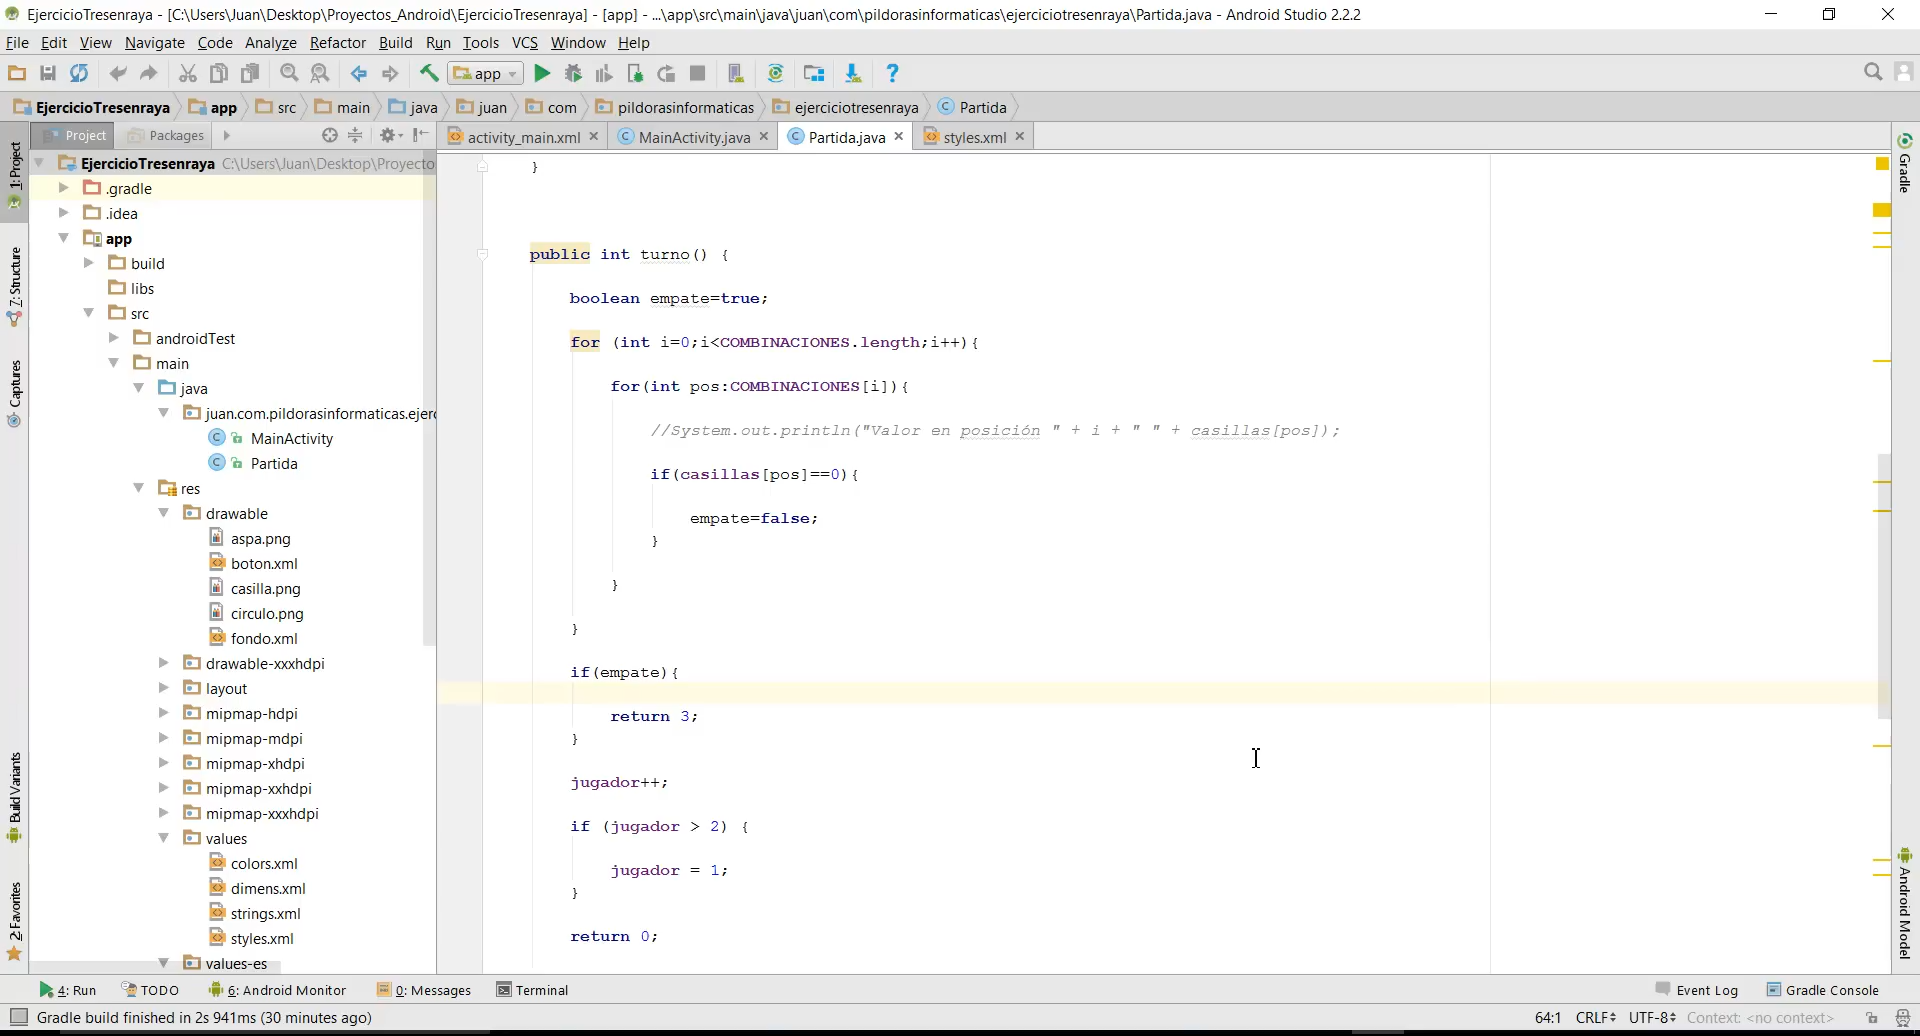 EjercicioTresenraya - [C:\Users\Juan\Desktop\Proyectos_Android\EjercicioTresenraya] - [app] - ...\app\src\main\java\juan\com\pildorasinformaticas\ejerciciotresenraya\Partida.java - Android Studio 2.2.2
File Edit View Navigate Code Analyze Refactor Build Run Tools VCS Window Help
app
EjercicioTresenraya app src main java juan com pildorasinformaticas ejerciciotresenraya Partida
Project Packages
activity_main.xml MainActivity.java Partida.java styles.xml
1: Project
7: Structure
Captures
Build Variants
2: Favorites
EjercicioTresenraya C:\Users\Juan\Desktop\Proyecto
.gradle
.idea
app
build
libs
src
androidTest
main
java
juan.com.pildorasinformaticas.ejerc
MainActivity
Partida
res
drawable
aspa.png
boton.xml
casilla.png
circulo.png
fondo.xml
drawable-xxxhdpi
layout
mipmap-hdpi
mipmap-mdpi
mipmap-xhdpi
mipmap-xxhdpi
mipmap-xxxhdpi
values
colors.xml
dimens.xml
strings.xml
styles.xml
values-es
}
public int turno() {
boolean empate=true;
for (int i=0;i<COMBINACIONES.length;i++){
for(int pos:COMBINACIONES[i]){
//System.out.println("Valor en posición " + i + " " + casillas[pos]);
if(casillas[pos]==0){
empate=false;
}
}
}
if(empate){
return 3;
}
jugador++;
if (jugador > 2) {
jugador = 1;
}
return 0;
Gradle
Android Model
4: Run TODO 6: Android Monitor 0: Messages Terminal Event Log Gradle Console
Gradle build finished in 2s 941ms (30 minutes ago) 64:1 CRLF UTF-8 Context: <no context>